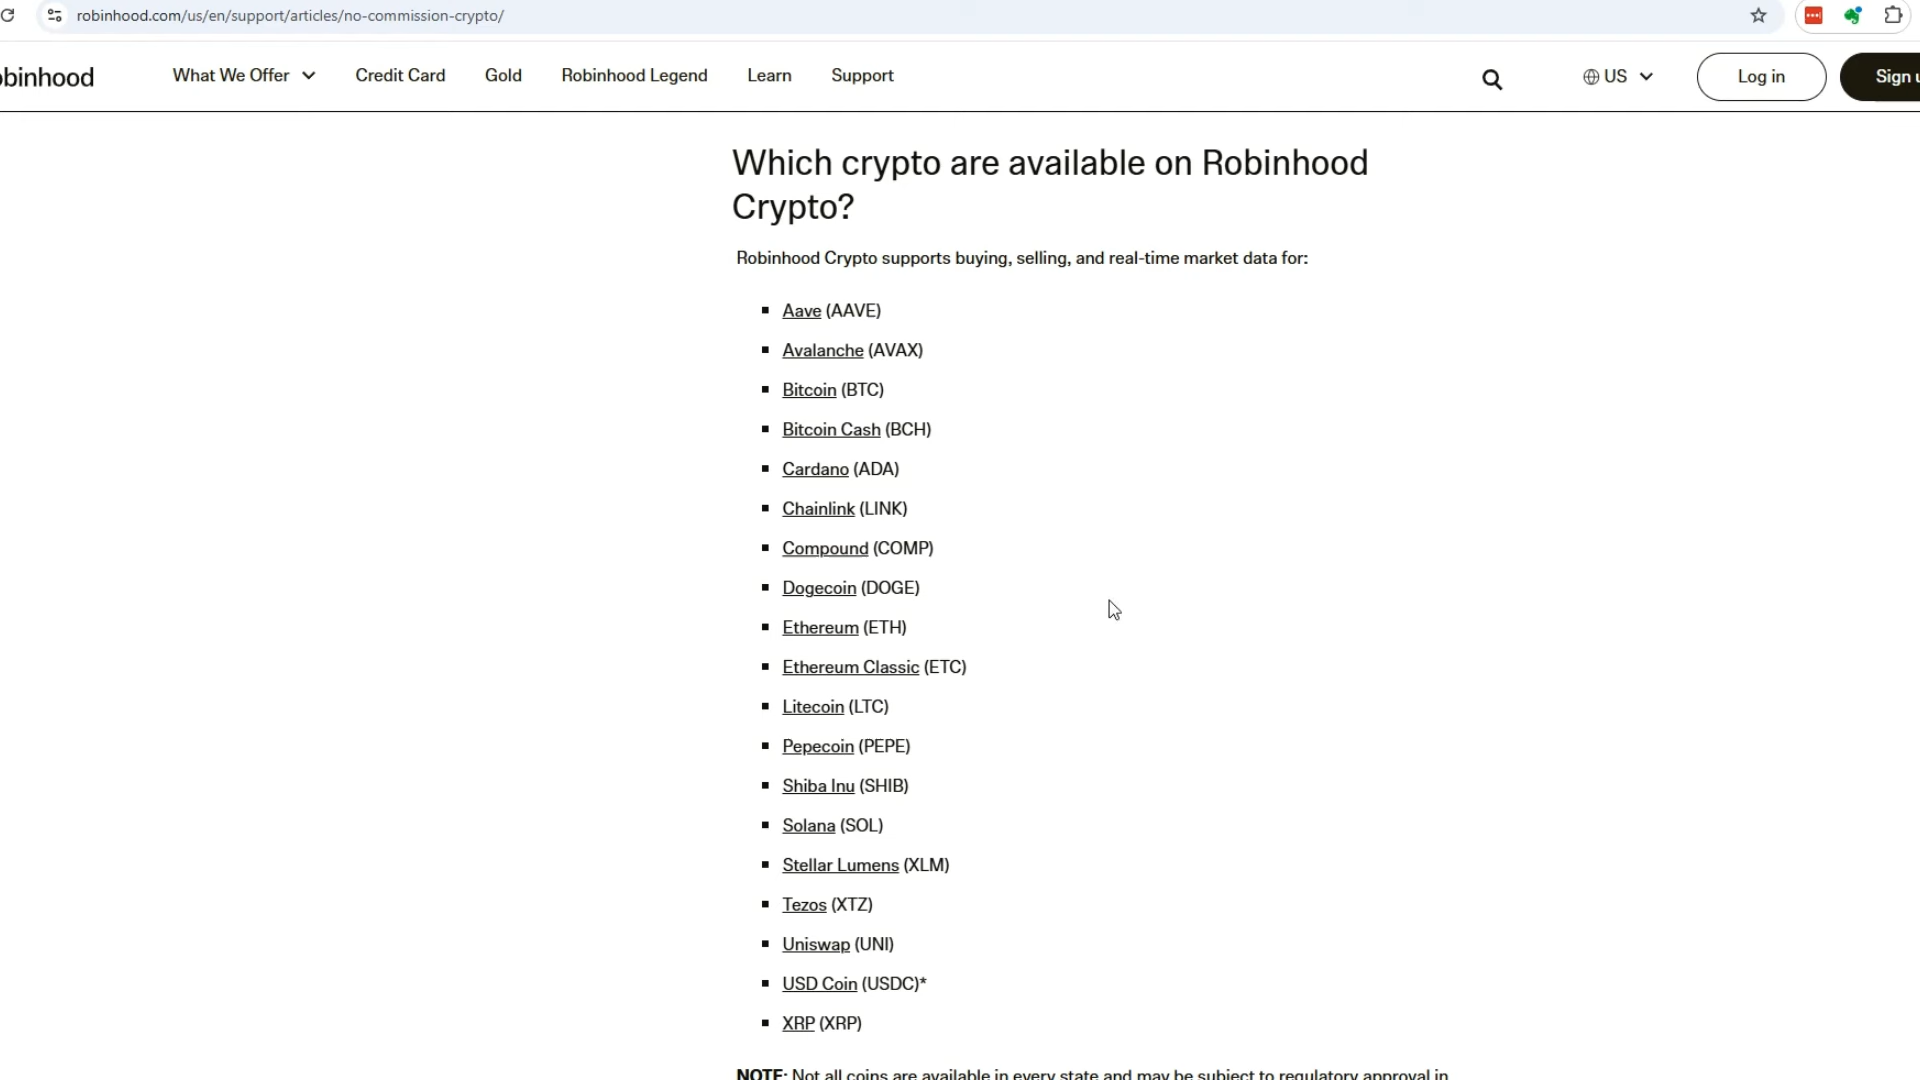 robinhood.com/us/en/support/articles/no-commission-crypto/
binhood
What We Offer
Credit Card
Gold
Robinhood Legend
Learn
Support
US
Log in
Sign
Which crypto are available on Robinhood
Crypto?
Robinhood Crypto supports buying, selling, and real-time market data for:
▪ Aave (AAVE)
▪ Avalanche (AVAX)
▪ Bitcoin (BTC)
▪ Bitcoin Cash (BCH)
▪ Cardano (ADA)
▪ Chainlink (LINK)
▪ Compound (COMP)
▪ Dogecoin (DOGE)
▪ Ethereum (ETH)
▪ Ethereum Classic (ETC)
▪ Litecoin (LTC)
▪ Pepecoin (PEPE)
▪ Shiba Inu (SHIB)
▪ Solana (SOL)
▪ Stellar Lumens (XLM)
▪ Tezos (XTZ)
▪ Uniswap (UNI)
▪ USD Coin (USDC)*
▪ XRP (XRP)
NOTE: Not all coins are available in every state and may be subject to regulatory approval in